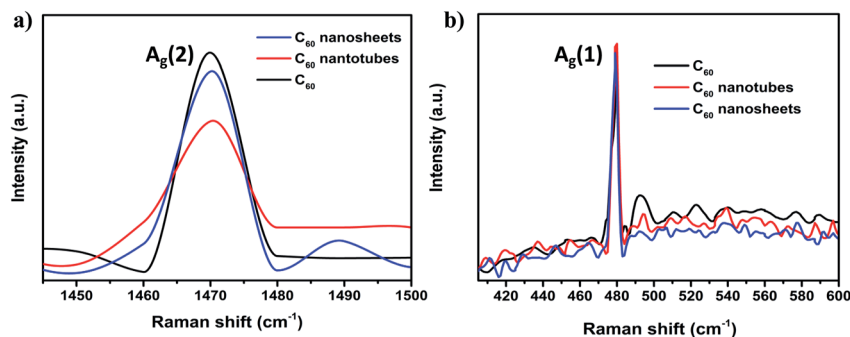 a)
A_g(2)
C_60 nanosheets
C_60 nantotubes
C_60
Intensity (a.u.)
1450 1460 1470 1480 1490 1500
Raman shift (cm⁻¹)
b)
A_g(1)
C_60
C_60 nanotubes
C_60 nanosheets
Intensity (a.u.)
420 440 460 480 500 520 540 560 580 600
Raman shift (cm⁻¹)